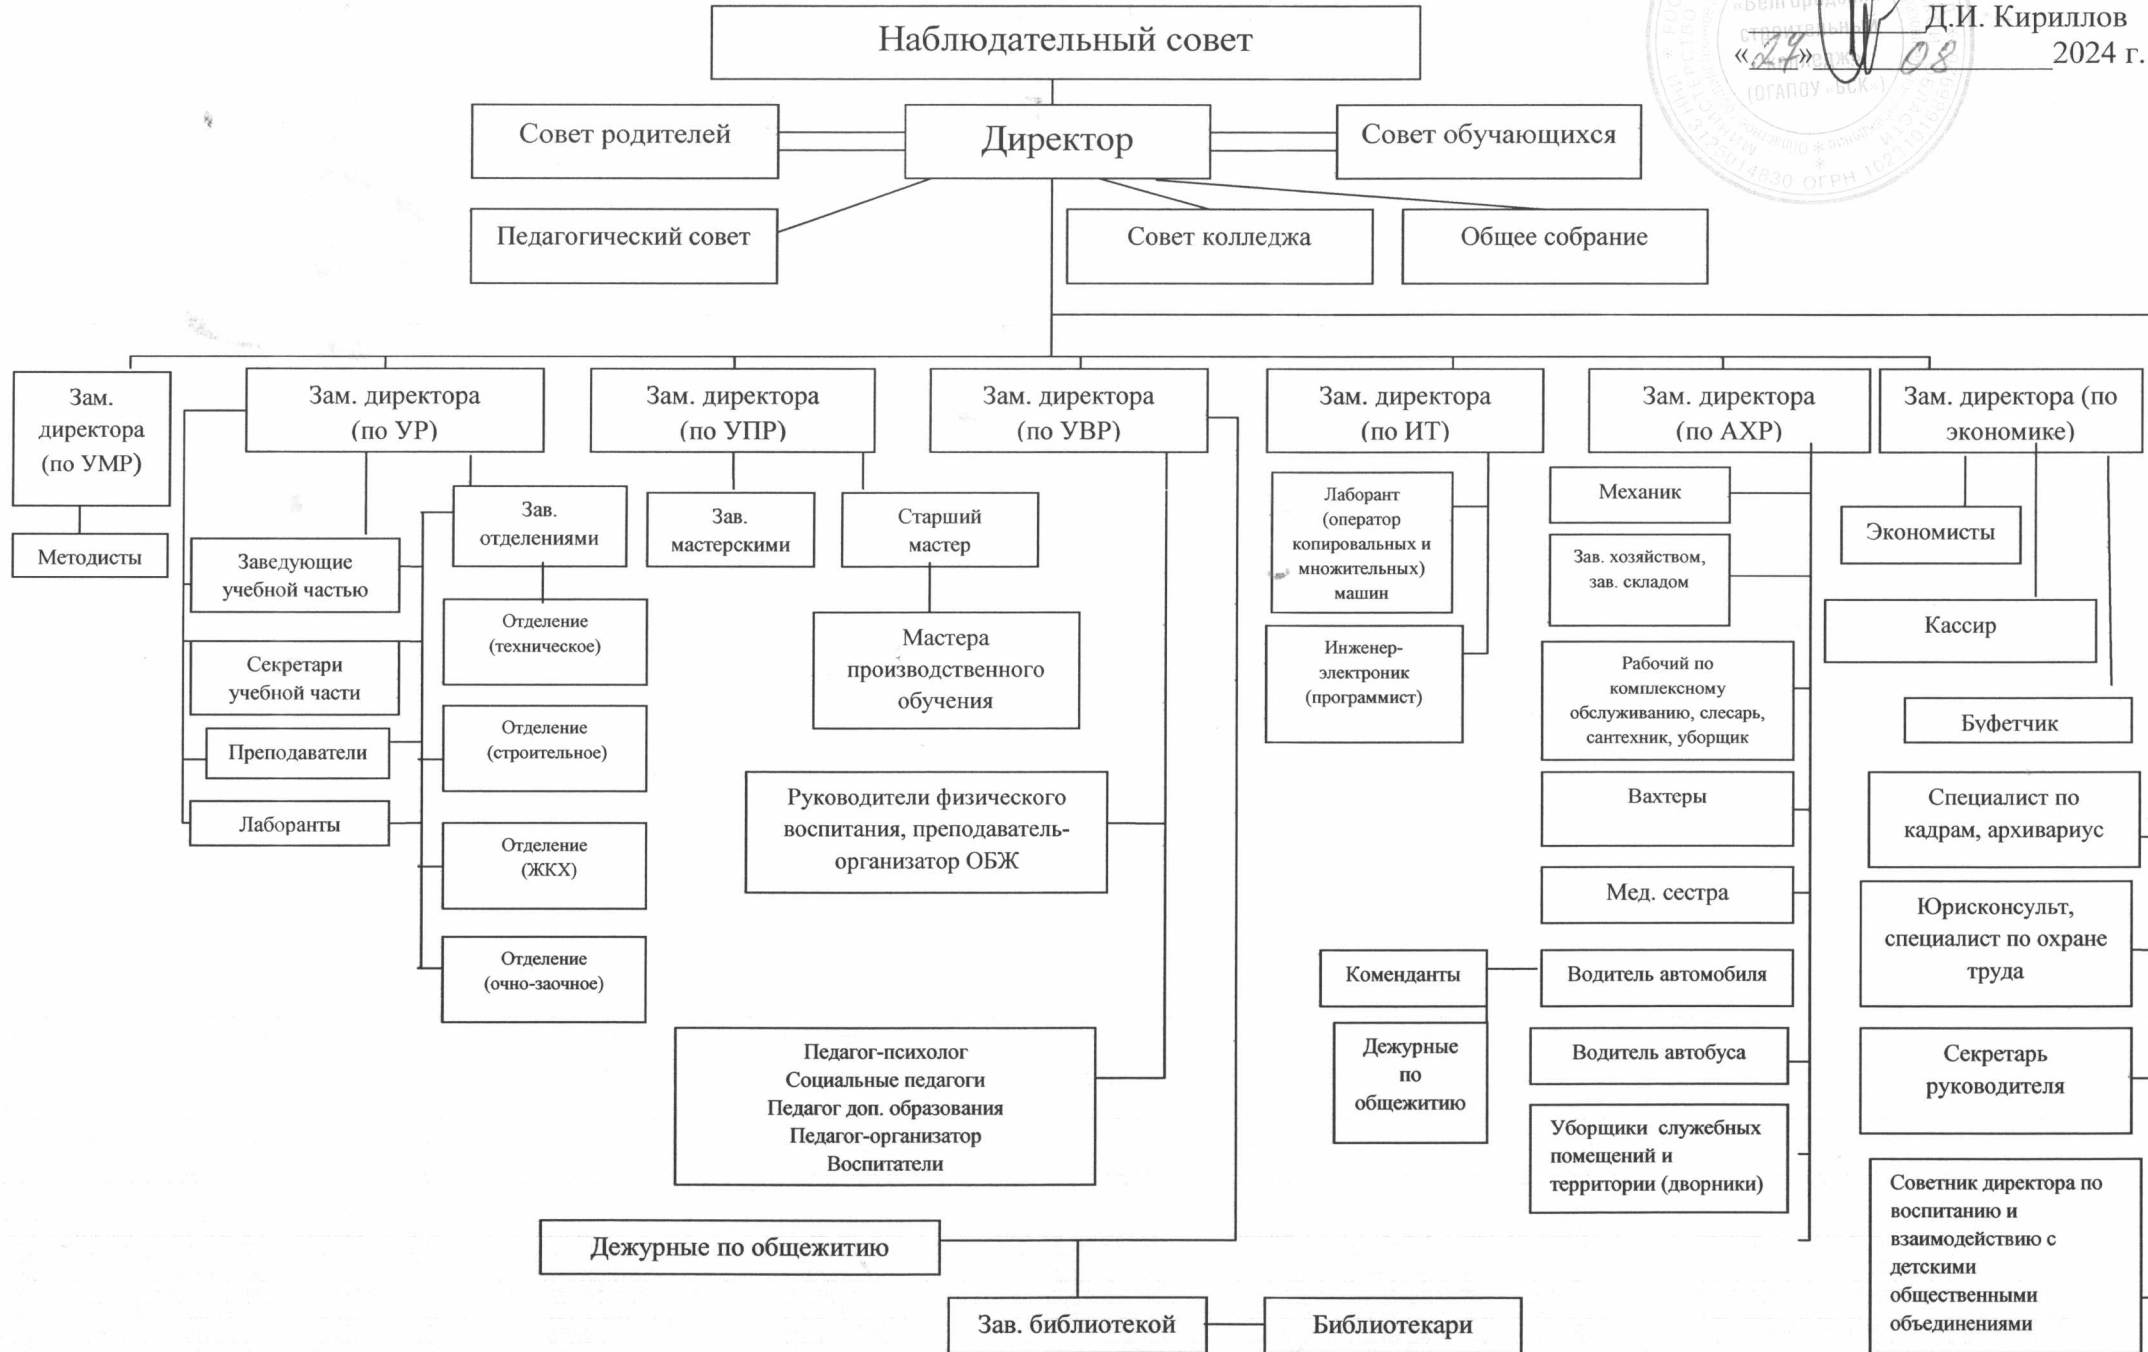 Наблюдательный совет
Д.И. Кириллов
«27» 08 2024 г.
Совет родителей
Директор
Совет обучающихся
Педагогический совет
Совет колледжа
Общее собрание
Зам.
директора
(по УМР)
Методисты
Зам. директора
(по УР)
Заведующие
учебной частью
Секретари
учебной части
Преподаватели
Лаборанты
Зав.
отделениями
Отделение
(техническое)
Отделение
(строительное)
Отделение
(ЖКХ)
Отделение
(очно-заочное)
Зам. директора
(по УПР)
Зав.
мастерскими
Старший
мастер
Мастера
производственного
обучения
Зам. директора
(по УВР)
Руководители физического
воспитания, преподаватель-
организатор ОБЖ
Педагог-психолог
Социальные педагоги
Педагог доп. образования
Педагог-организатор
Воспитатели
Дежурные по общежитию
Зав. библиотекой
Библиотекари
Зам. директора
(по ИТ)
Лаборант
(оператор
копировальных и
множительных)
машин
Инженер-
электроник
(программист)
Зам. директора
(по АХР)
Механик
Зав. хозяйством,
зав. складом
Рабочий по
комплексному
обслуживанию, слесарь,
сантехник, уборщик
Вахтеры
Мед. сестра
Коменданты
Водитель автомобиля
Дежурные
по
общежитию
Водитель автобуса
Уборщики служебных
помещений и
территории (дворники)
Зам. директора (по
экономике)
Экономисты
Кассир
Буфетчик
Специалист по
кадрам, архивариус
Юрисконсульт,
специалист по охране
труда
Секретарь
руководителя
Советник директора по
воспитанию и
взаимодействию с
детскими
общественными
объединениями